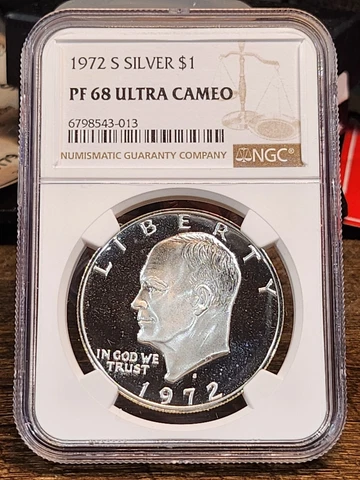 1972 S SILVER $1
PF 68 ULTRA CAMEO
6798543-013
NUMISMATIC GUARANTY COMPANY
NGC®
LIBERTY
IN GOD WE
TRUST
S
1972